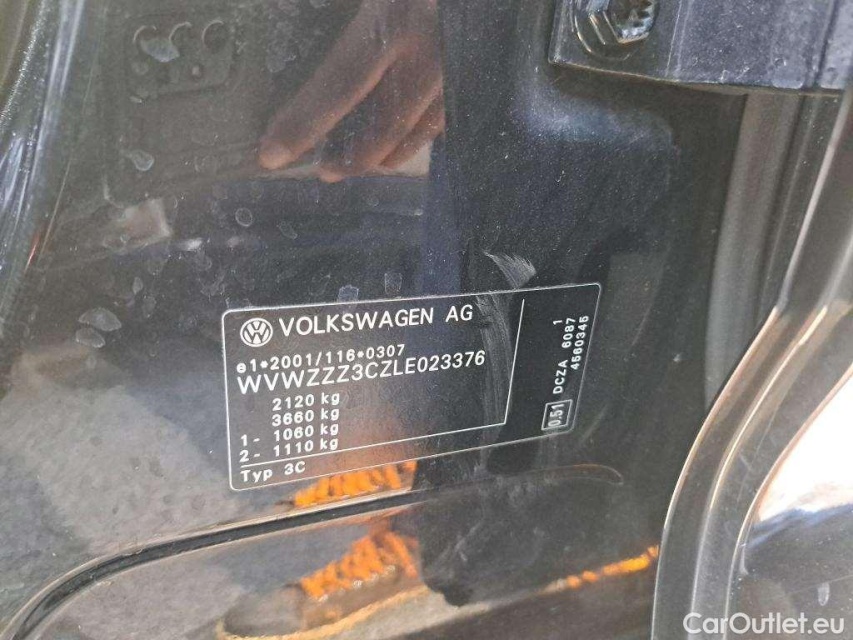 VOLKSWAGEN AG
e1*2001/116*0307
WVWZZZ3CZLE023376
2120 kg
3660 kg
1- 1060 kg
2- 1110 kg
Typ 3C
0.51
DCZA 6087
4560346
1
CarOutlet.eu